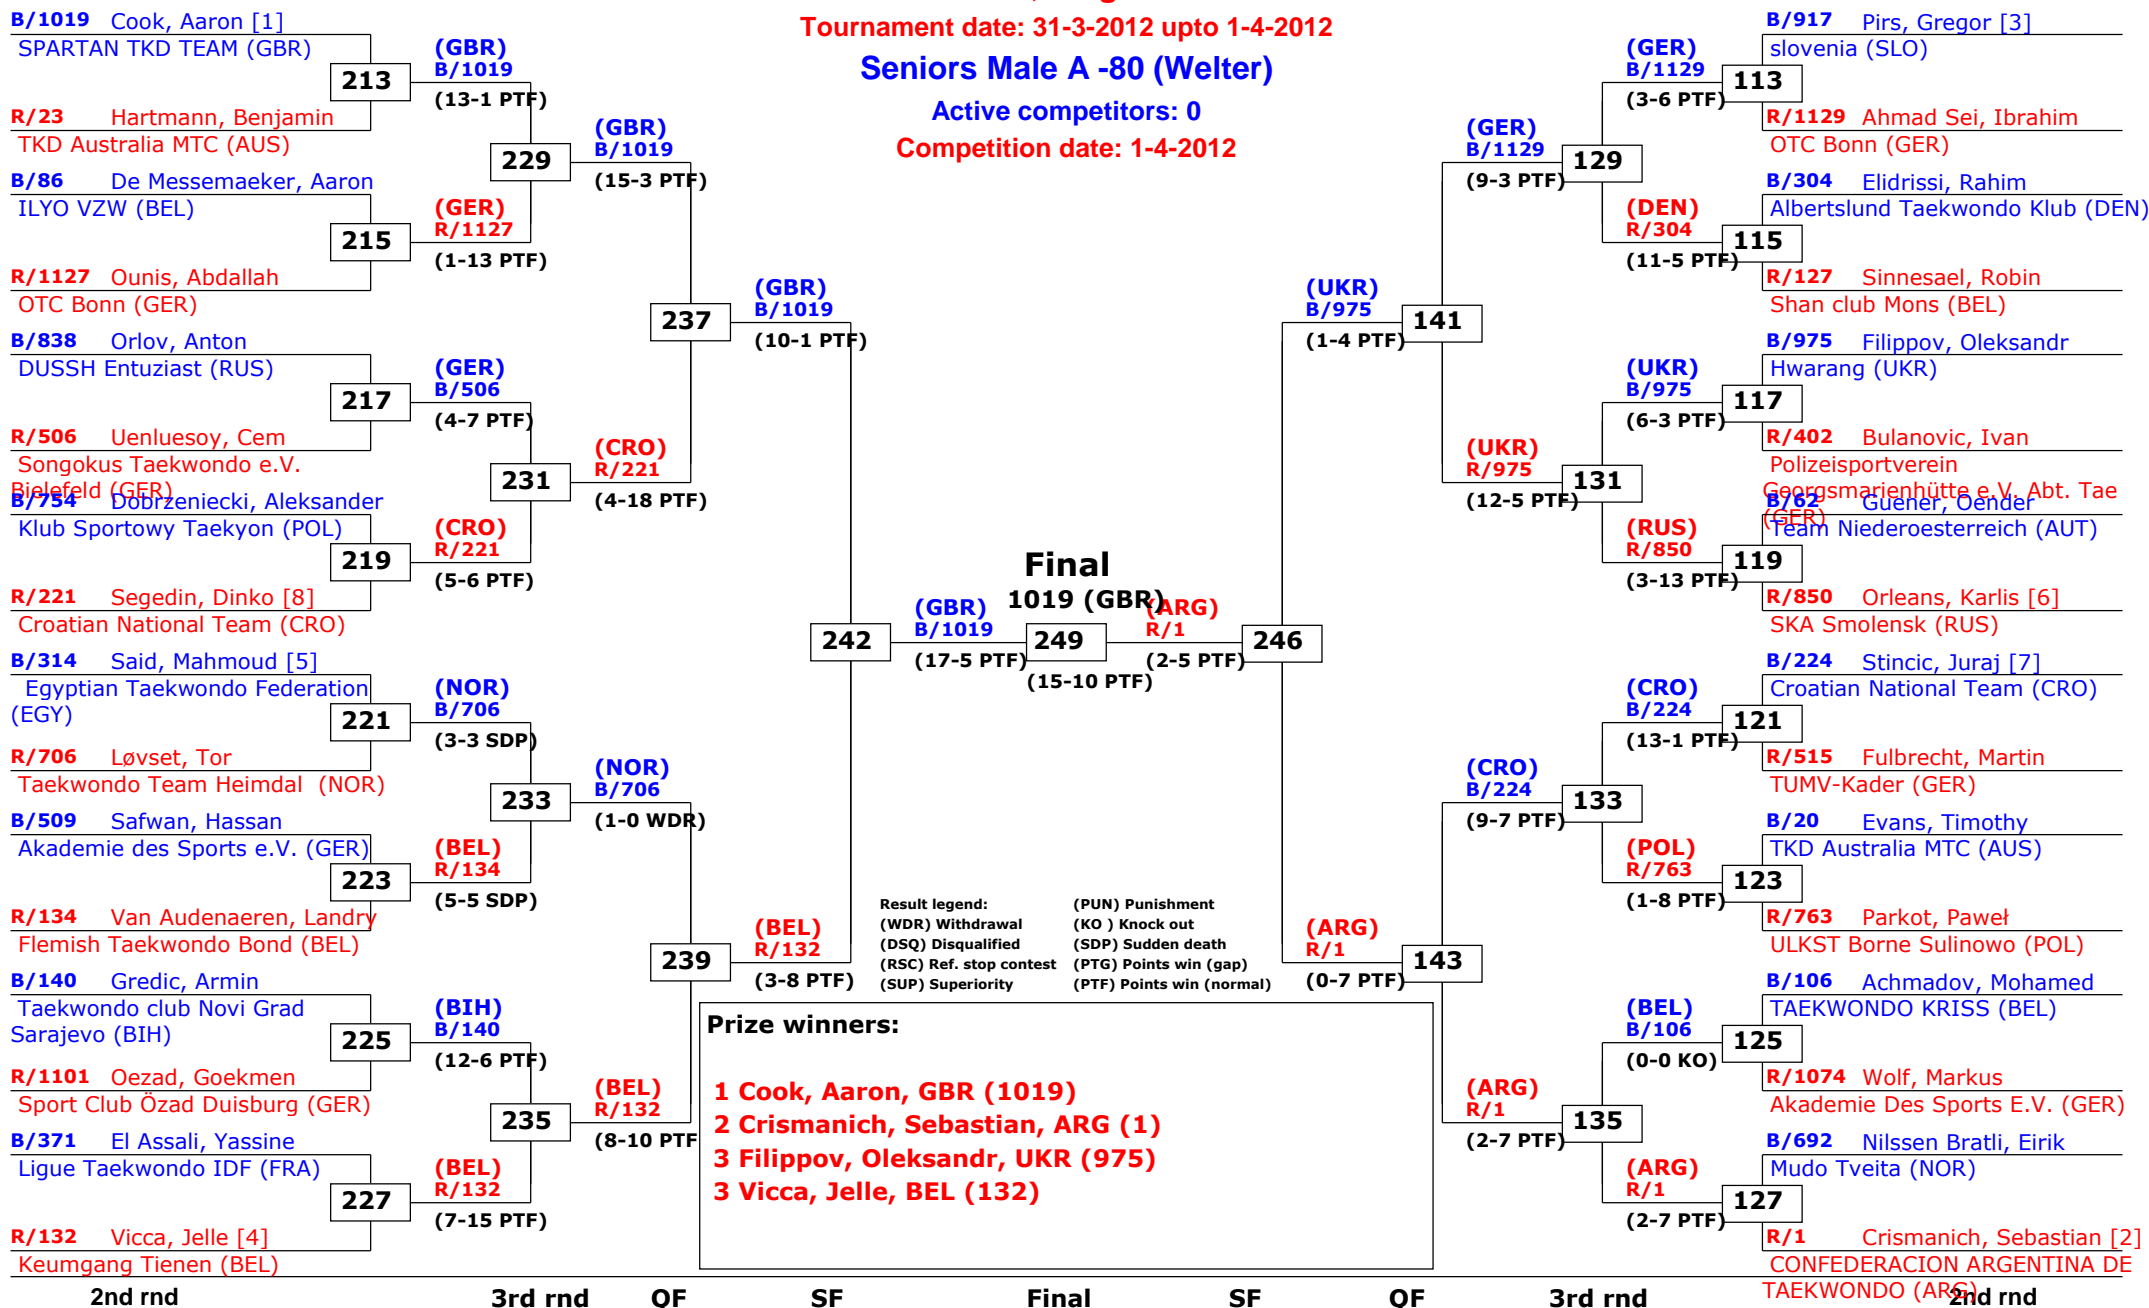 Tournament date: 31-3-2012 upto 1-4-2012
Seniors Male A -80 (Welter)
Active competitors: 0
Competition date: 1-4-2012
B/1019 Cook, Aaron [1]
SPARTAN TKD TEAM (GBR)
213
R/23 Hartmann, Benjamin
TKD Australia MTC (AUS)
B/86 De Messemaeker, Aaron
ILYO VZW (BEL)
215
R/1127 Ounis, Abdallah
OTC Bonn (GER)
B/838 Orlov, Anton
DUSSH Entuziast (RUS)
217
R/506 Uenluesoy, Cem
Songokus Taekwondo e.V.
Bielefeld (GER)
B/754 Dobrzeniecki, Aleksander
Klub Sportowy Taekyon (POL)
219
R/221 Segedin, Dinko [8]
Croatian National Team (CRO)
B/314 Said, Mahmoud [5]
Egyptian Taekwondo Federation
(EGY)
221
R/706 Løvset, Tor
Taekwondo Team Heimdal (NOR)
B/509 Safwan, Hassan
Akademie des Sports e.V. (GER)
223
R/134 Van Audenaeren, Landry
Flemish Taekwondo Bond (BEL)
B/140 Gredic, Armin
Taekwondo club Novi Grad
Sarajevo (BIH)
225
R/1101 Oezad, Goekmen
Sport Club Özad Duisburg (GER)
B/371 El Assali, Yassine
Ligue Taekwondo IDF (FRA)
227
R/132 Vicca, Jelle [4]
Keumgang Tienen (BEL)
(GBR)
B/1019
(13-1 PTF)
229
(GER)
R/1127
(1-13 PTF)
(GER)
B/506
(4-7 PTF)
231
(CRO)
R/221
(5-6 PTF)
(NOR)
B/706
(3-3 SDP)
233
(BEL)
R/134
(5-5 SDP)
(BIH)
B/140
(12-6 PTF)
235
(BEL)
R/132
(7-15 PTF)
(GBR)
B/1019
(15-3 PTF)
237
(CRO)
R/221
(4-18 PTF)
(NOR)
B/706
(1-0 WDR)
239
(BEL)
R/132
(8-10 PTF
(GBR)
B/1019
(10-1 PTF)
242
(BEL)
R/132
(3-8 PTF)
Final
1019 (GBR)
(GBR)
B/1019
(17-5 PTF)
249
(15-10 PTF)
(ARG)
R/1
(2-5 PTF)
246
(UKR)
B/975
(1-4 PTF)
141
(ARG)
R/1
(0-7 PTF)
143
(GER)
B/1129
(9-3 PTF)
129
(UKR)
R/975
(12-5 PTF)
131
(CRO)
B/224
(9-7 PTF)
133
(ARG)
R/1
(2-7 PTF)
135
(GER)
B/1129
(3-6 PTF)
113
(DEN)
R/304
(11-5 PTF)
115
(UKR)
B/975
(6-3 PTF)
117
(RUS)
R/850
(3-13 PTF)
119
(CRO)
B/224
(13-1 PTF)
121
(POL)
R/763
(1-8 PTF)
123
(BEL)
B/106
(0-0 KO)
125
(ARG)
R/1
(2-7 PTF)
127
B/917 Pirs, Gregor [3]
slovenia (SLO)
R/1129 Ahmad Sei, Ibrahim
OTC Bonn (GER)
B/304 Elidrissi, Rahim
Albertslund Taekwondo Klub (DEN)
R/127 Sinnesael, Robin
Shan club Mons (BEL)
B/975 Filippov, Oleksandr
Hwarang (UKR)
R/402 Bulanovic, Ivan
Polizeisportverein
Georgsmarienhütte e.V. Abt. Tae
(GER)
B/62 Guener, Oender
Team Niederoesterreich (AUT)
R/850 Orleans, Karlis [6]
SKA Smolensk (RUS)
B/224 Stincic, Juraj [7]
Croatian National Team (CRO)
R/515 Fulbrecht, Martin
TUMV-Kader (GER)
B/20 Evans, Timothy
TKD Australia MTC (AUS)
R/763 Parkot, Paweł
ULKST Borne Sulinowo (POL)
B/106 Achmadov, Mohamed
TAEKWONDO KRISS (BEL)
R/1074 Wolf, Markus
Akademie Des Sports E.V. (GER)
B/692 Nilssen Bratli, Eirik
Mudo Tveita (NOR)
R/1 Crismanich, Sebastian [2]
CONFEDERACION ARGENTINA DE
TAEKWONDO (ARG)
Result legend: (PUN) Punishment
(WDR) Withdrawal (KO ) Knock out
(DSQ) Disqualified (SDP) Sudden death
(RSC) Ref. stop contest (PTG) Points win (gap)
(SUP) Superiority (PTF) Points win (normal)
Prize winners:
1 Cook, Aaron, GBR (1019)
2 Crismanich, Sebastian, ARG (1)
3 Filippov, Oleksandr, UKR (975)
3 Vicca, Jelle, BEL (132)
2nd rnd 3rd rnd QF SF Final SF QF 3rd rnd 2nd rnd